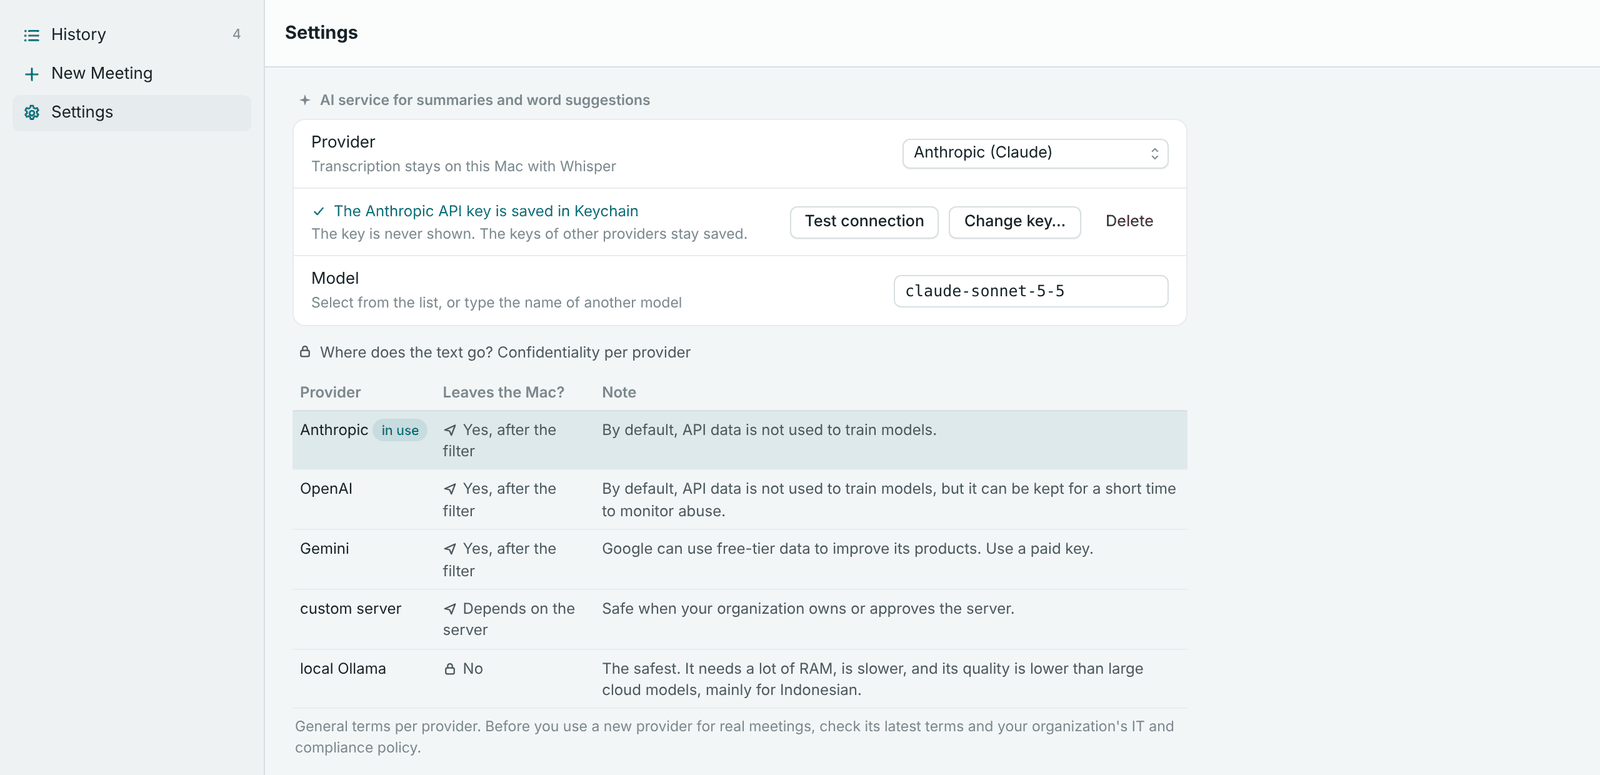 History 4
New Meeting
Settings
Settings
AI service for summaries and word suggestions
Provider
Transcription stays on this Mac with Whisper
Anthropic (Claude)
The Anthropic API key is saved in Keychain
The key is never shown. The keys of other providers stay saved.
Test connection
Change key...
Delete
Model
Select from the list, or type the name of another model
claude-sonnet-5-5
Where does the text go? Confidentiality per provider
Provider Leaves the Mac? Note
Anthropic in use Yes, after the By default, API data is not used to train models.
filter
OpenAI Yes, after the By default, API data is not used to train models, but it can be kept for a short time
filter to monitor abuse.
Gemini Yes, after the Google can use free-tier data to improve its products. Use a paid key.
filter
custom server Depends on the Safe when your organization owns or approves the server.
server
local Ollama No The safest. It needs a lot of RAM, is slower, and its quality is lower than large
cloud models, mainly for Indonesian.
General terms per provider. Before you use a new provider for real meetings, check its latest terms and your organization's IT and
compliance policy.